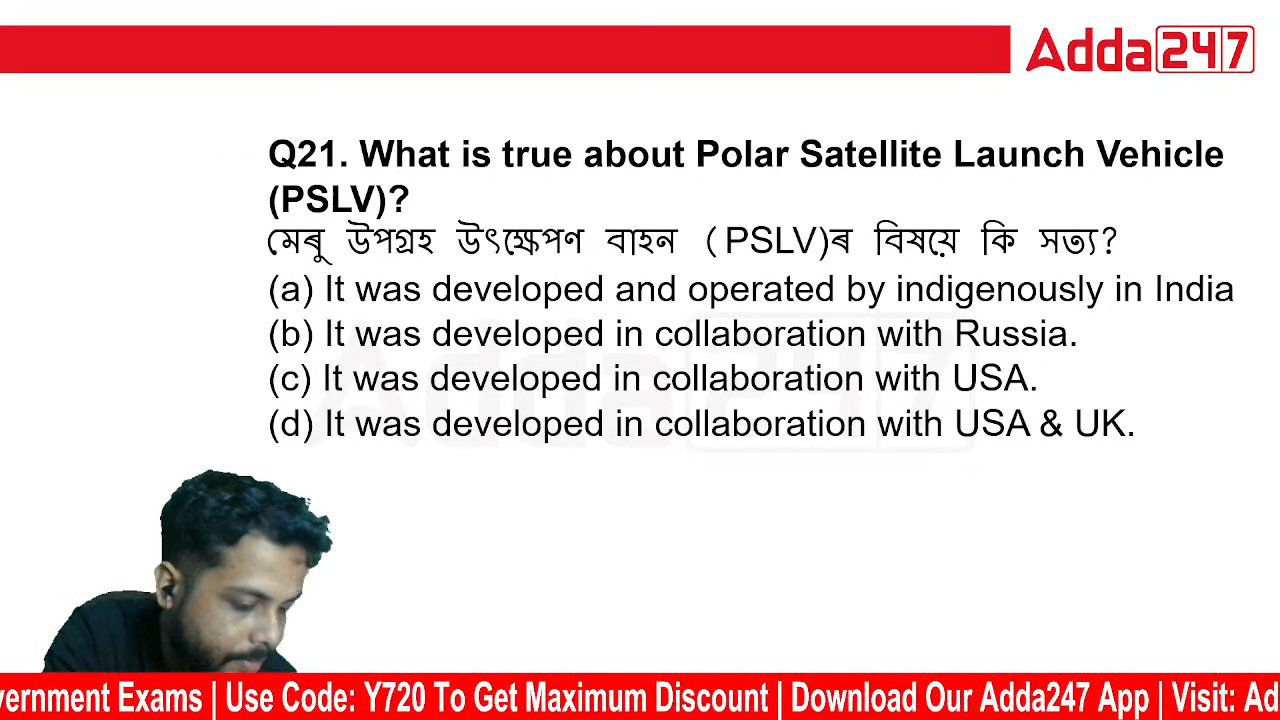 Adda247
Q21. What is true about Polar Satellite Launch Vehicle
(PSLV)?
মেৰু উপগ্ৰহ উৎক্ষেপণ বাহন (PSLV)ৰ বিষয়ে কি সত্য?
(a) It was developed and operated by indigenously in India
(b) It was developed in collaboration with Russia.
(c) It was developed in collaboration with USA.
(d) It was developed in collaboration with USA & UK.
Adda247
vernment Exams | Use Code: Y720 To Get Maximum Discount | Download Our Adda247 App | Visit: Ad